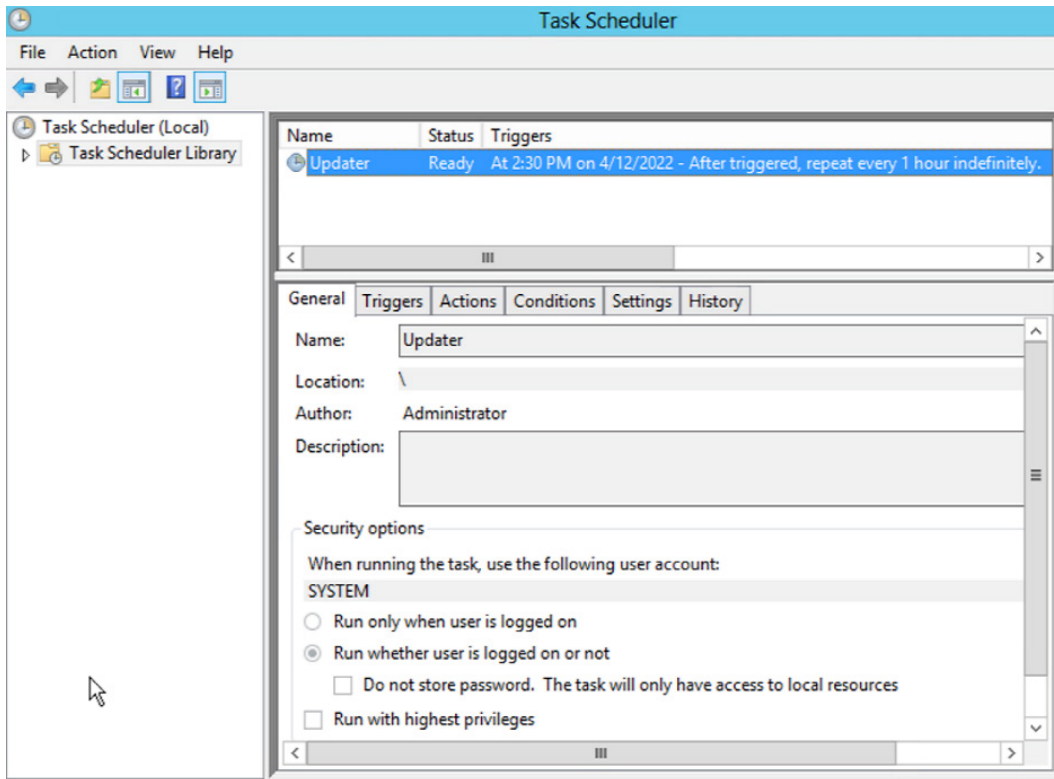 Task Scheduler
File Action View Help
Task Scheduler (Local)
Task Scheduler Library
Name Status Triggers
Updater Ready At 2:30 PM on 4/12/2022 - After triggered, repeat every 1 hour indefinitely.
General Triggers Actions Conditions Settings History
Name: Updater
Location: \
Author: Administrator
Description:
Security options
When running the task, use the following user account:
SYSTEM
Run only when user is logged on
Run whether user is logged on or not
Do not store password. The task will only have access to local resources
Run with highest privileges